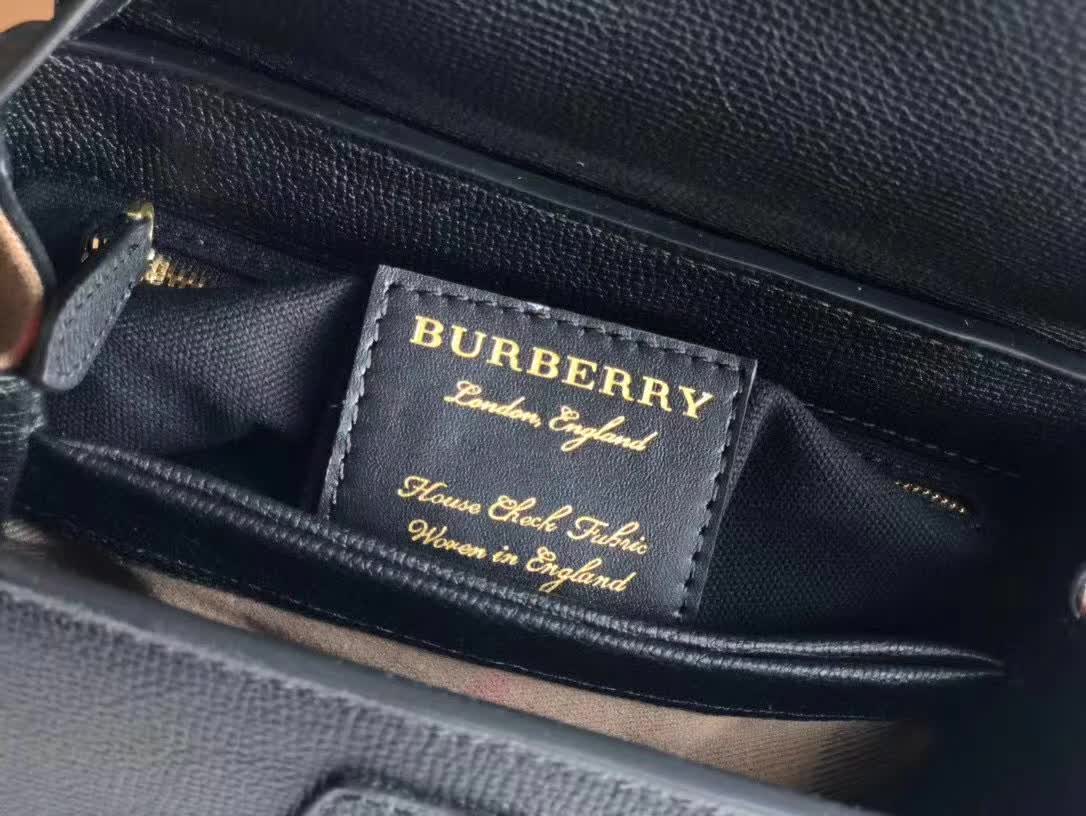 BURBERRY
London, England
House Check Fabric
Woven in England